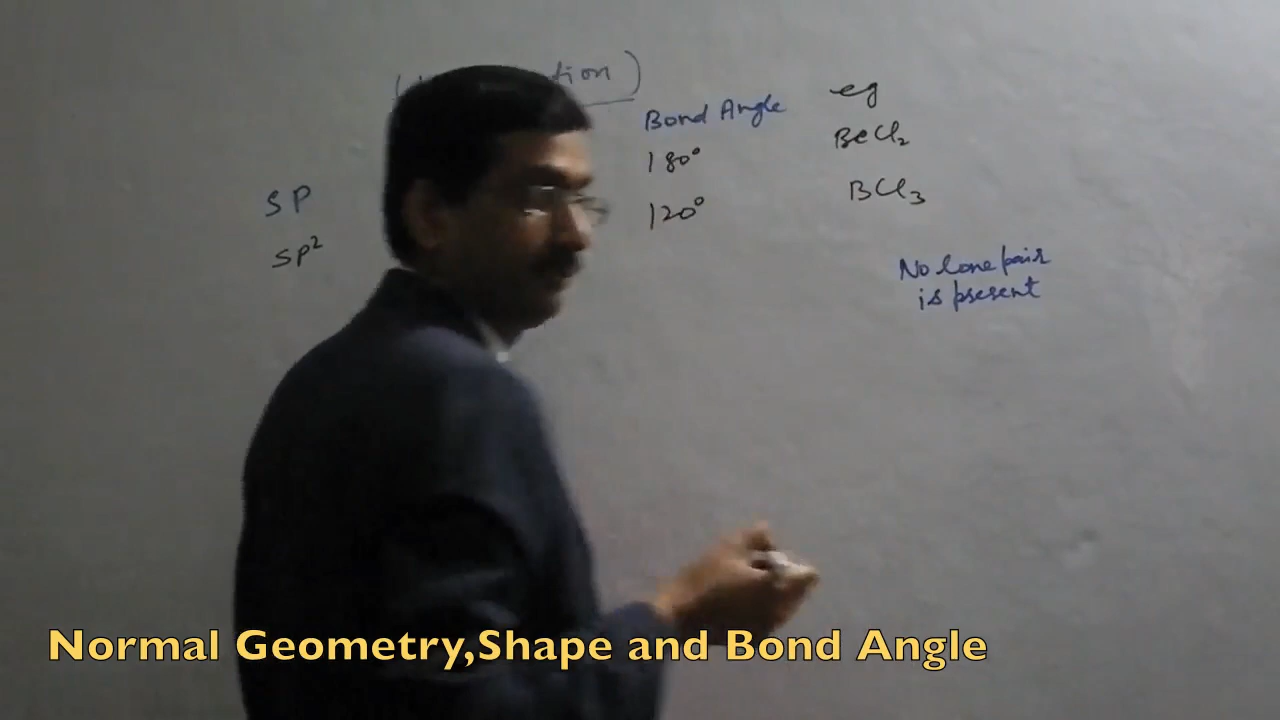 tion)
Bond Angle eg
SP 180° BeCl₂
SP² 120° BCl₃
No lone pair
is present
Normal Geometry,Shape and Bond Angle